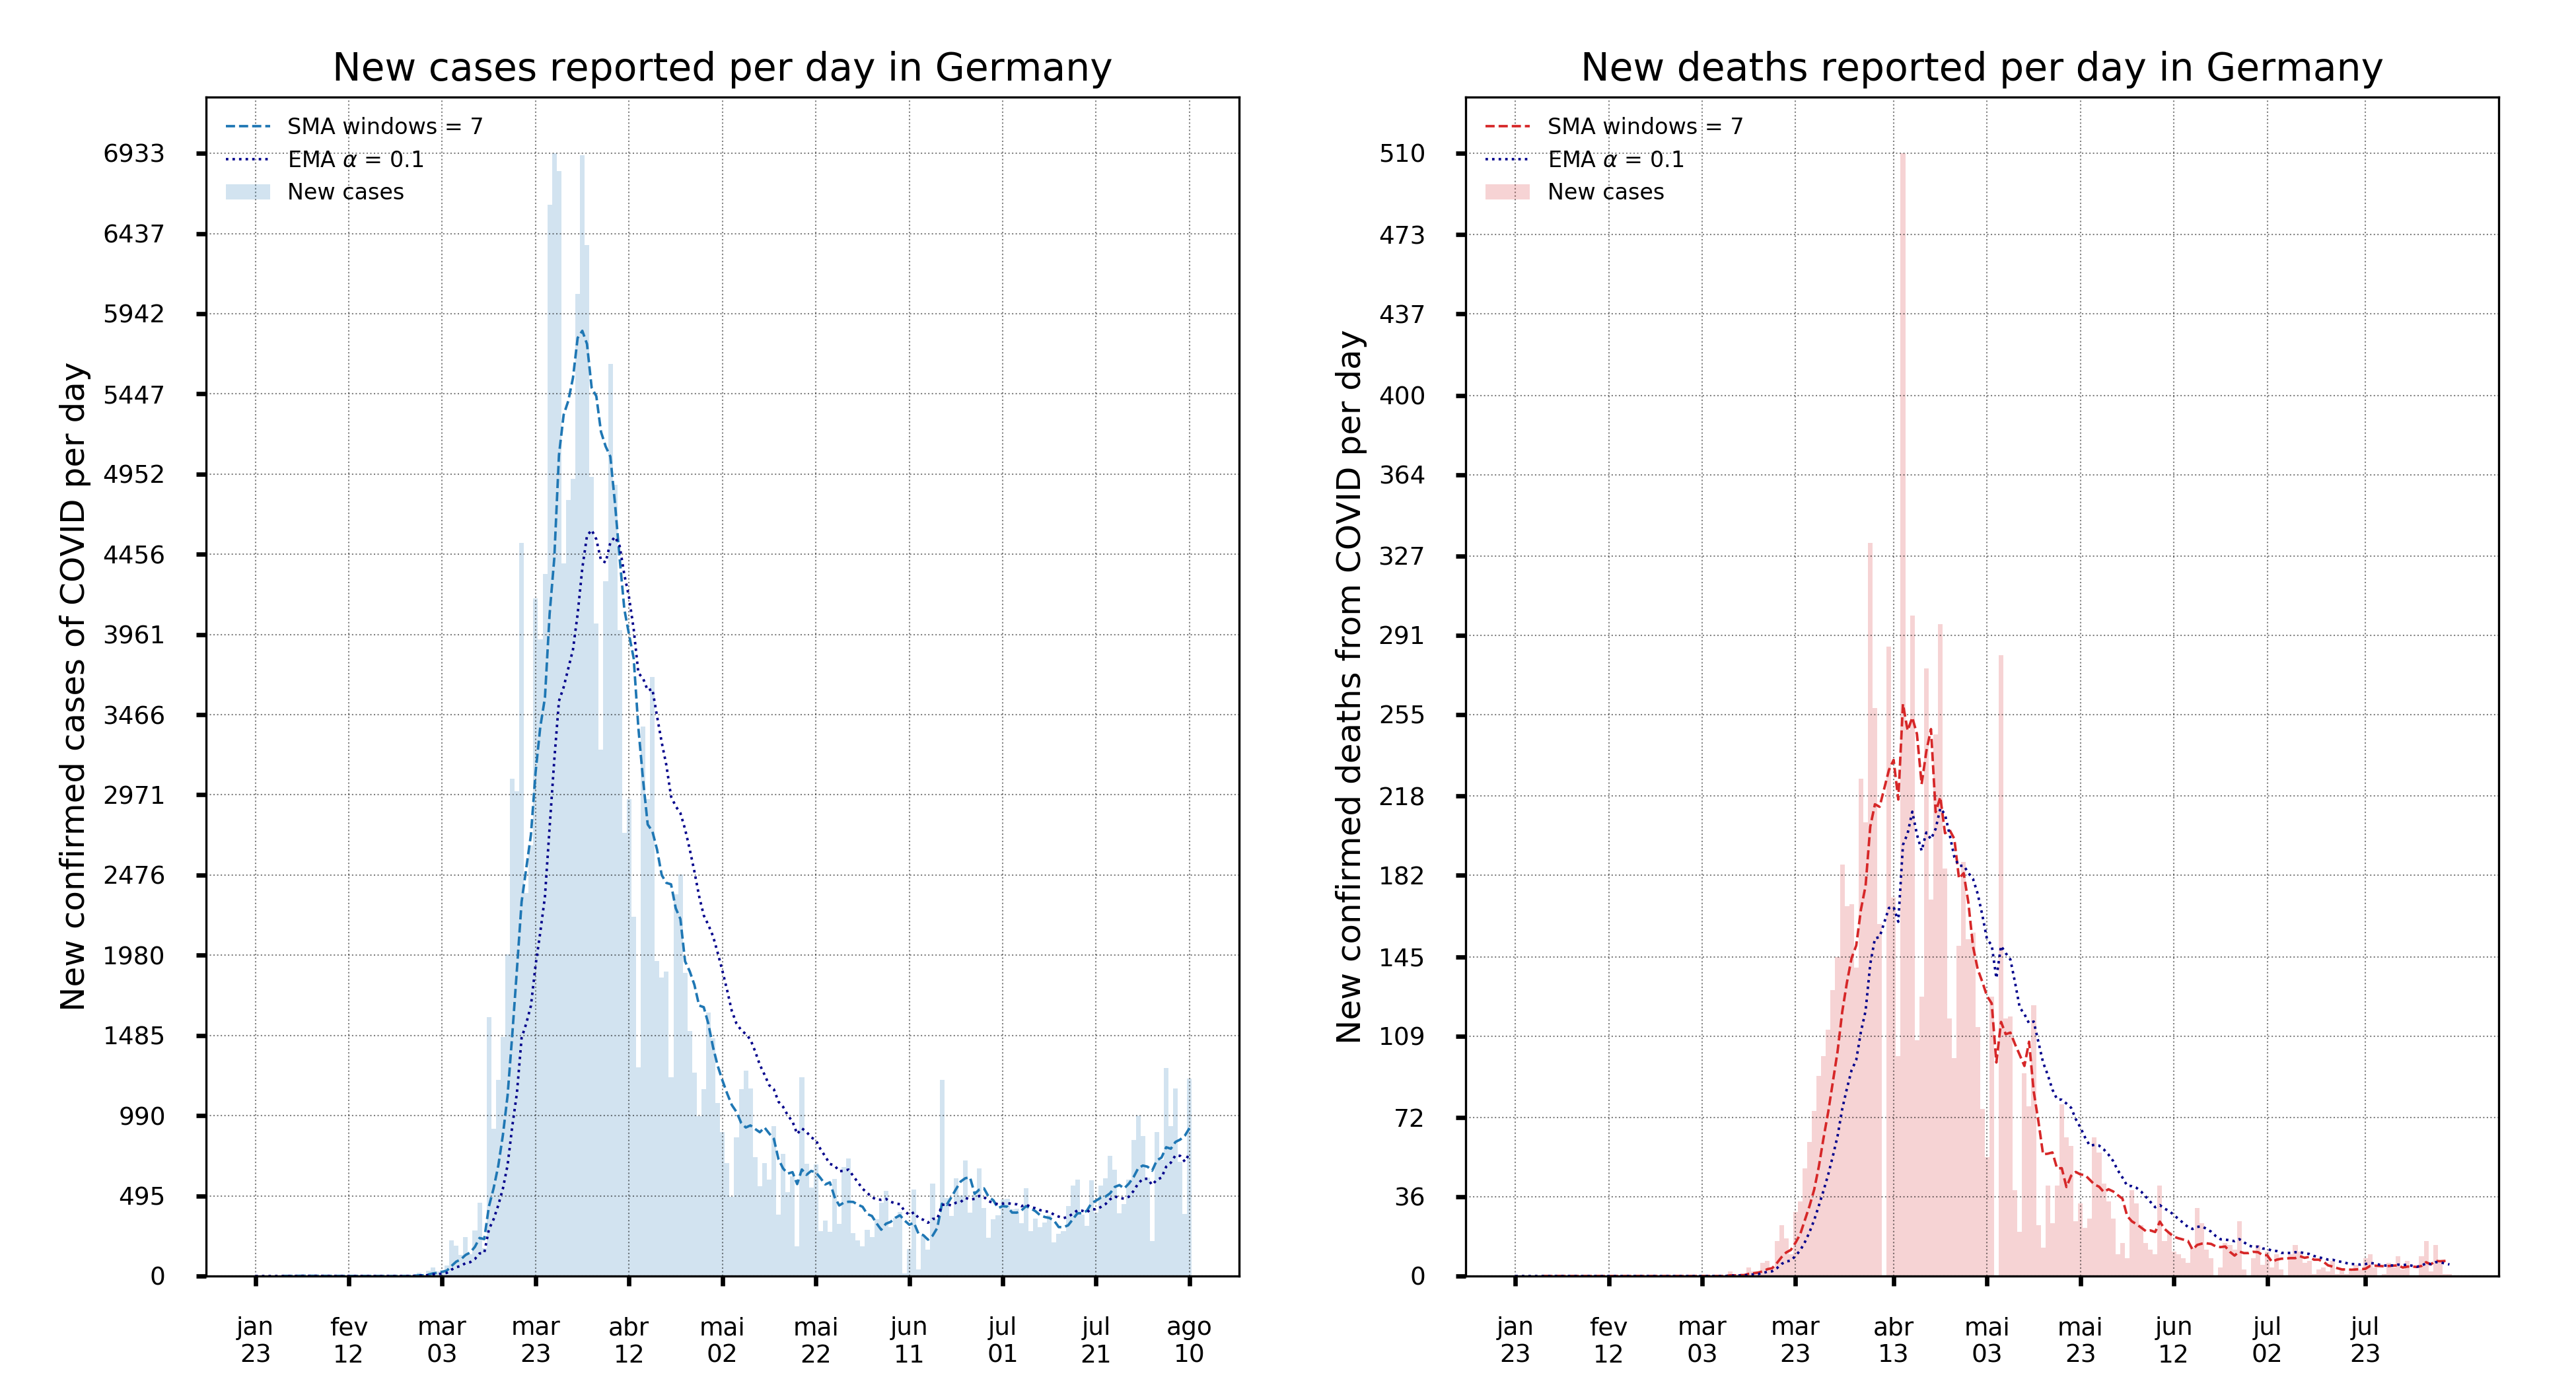 New cases reported per day in Germany
SMA windows = 7
EMA α = 0.1
New cases
New confirmed cases of COVID per day
6933
6437
5942
5447
4952
4456
3961
3466
2971
2476
1980
1485
990
495
0
jan
23
fev
12
mar
03
mar
23
abr
12
mai
02
mai
22
jun
11
jul
01
jul
21
ago
10
New deaths reported per day in Germany
SMA windows = 7
EMA α = 0.1
New cases
New confirmed deaths from COVID per day
510
473
437
400
364
327
291
255
218
182
145
109
72
36
0
jan
23
fev
12
mar
03
mar
23
abr
13
mai
03
mai
23
jun
12
jul
02
jul
23